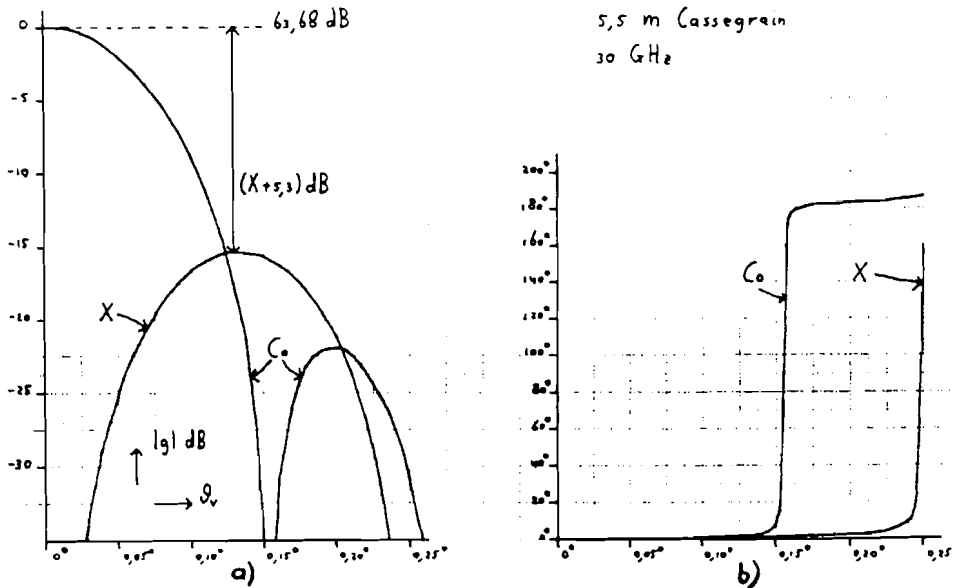 63,68 dB
5,5 m Cassegrain
30 GHz
0
-5
-10
-15
-20
-25
-30
(X+5,3) dB
X
Co
|g| dB
ϑv
0°
0,05°
0,10°
0,15°
0,20°
0,25°
a)
200°
180°
160°
140°
120°
100°
80°
60°
40°
20°
0°
Co
X
0°
0,05°
0,10°
0,15°
0,20°
0,25
b)